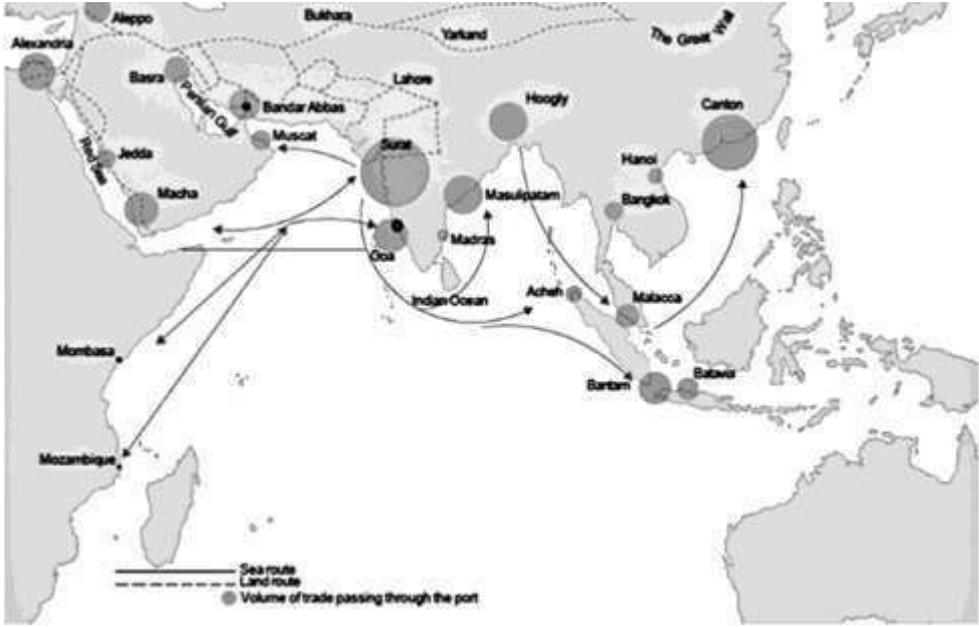 Aleppo
Bukhara
Yarkand
The Great Wall
Alexandria
Basra
Lahore
Persian Gulf
Bandar Abbas
Hoogly
Canton
Muscat
Surat
Red Sea
Jedda
Hanoi
Macha
Masulipatam
Bangkok
Goa
Madras
Indian Ocean
Acheh
Malacca
Mombasa
Bantam
Batavia
Mozambique
Sea route
Land route
Volume of trade passing through the port